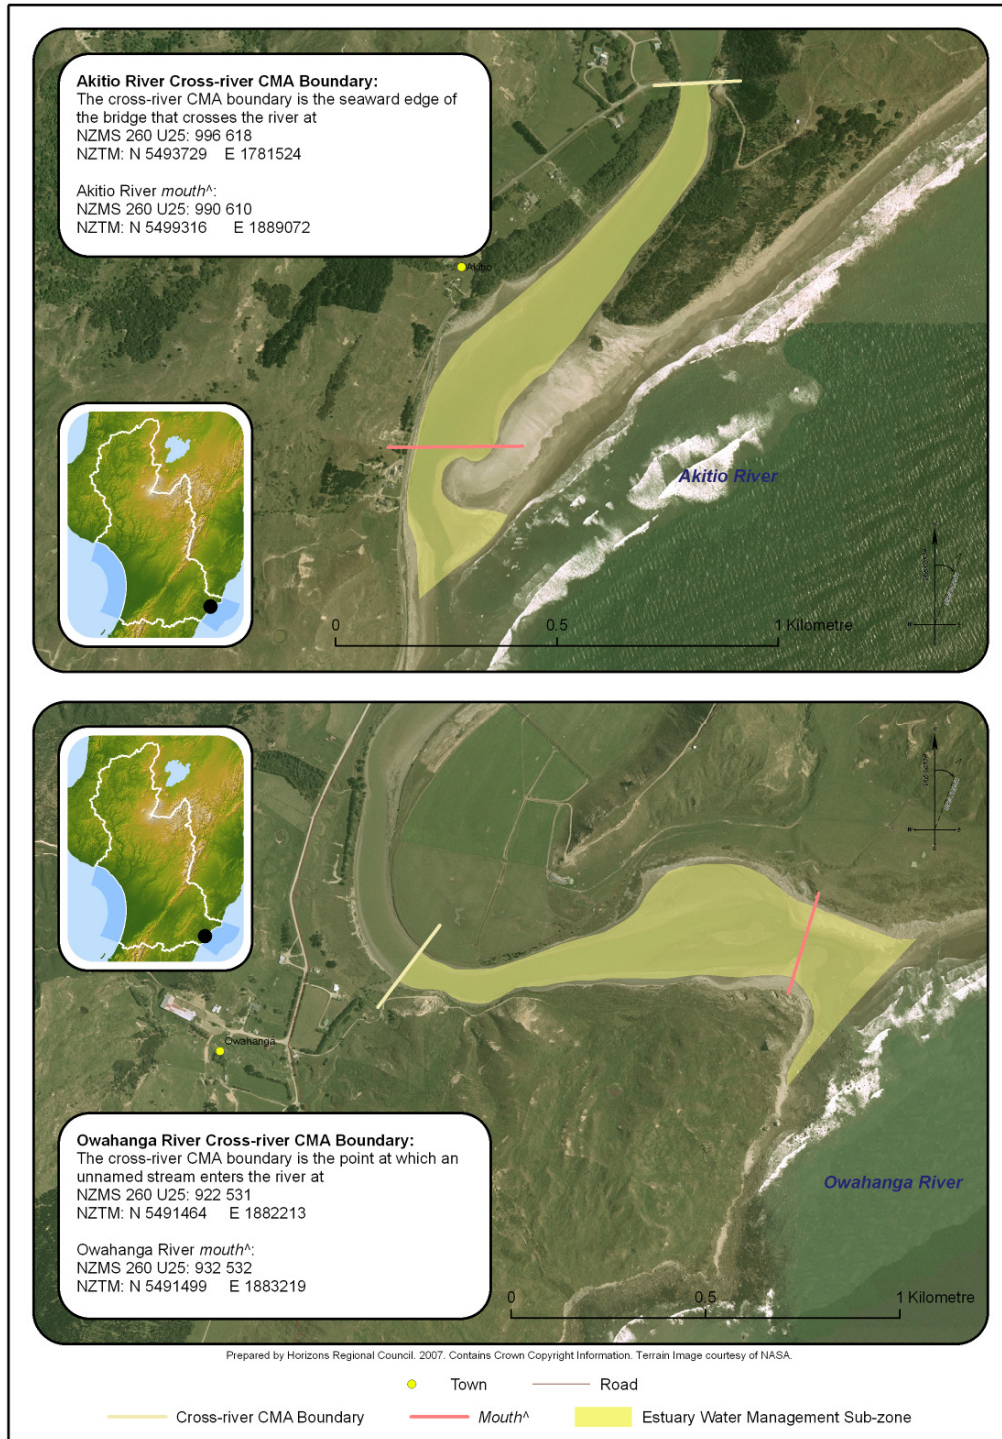 Akitio River Cross-river CMA Boundary:
The cross-river CMA boundary is the seaward edge of
the bridge that crosses the river at
NZMS 260 U25: 996 618
NZTM: N 5493729 E 1781524
Akitio River mouth^:
NZMS 260 U25: 990 610
NZTM: N 5499316 E 1889072
Akitio
Akitio River
0 0.5 1 Kilometre
Owahanga
Owahanga River Cross-river CMA Boundary:
The cross-river CMA boundary is the point at which an
unnamed stream enters the river at
NZMS 260 U25: 922 531
NZTM: N 5491464 E 1882213
Owahanga River mouth^:
NZMS 260 U25: 932 532
NZTM: N 5491499 E 1883219
Owahanga River
0 0.5 1 Kilometre
Prepared by Horizons Regional Council. 2007. Contains Crown Copyright Information. Terrain Image courtesy of NASA.
Town Road
Cross-river CMA Boundary Mouth^ Estuary Water Management Sub-zone